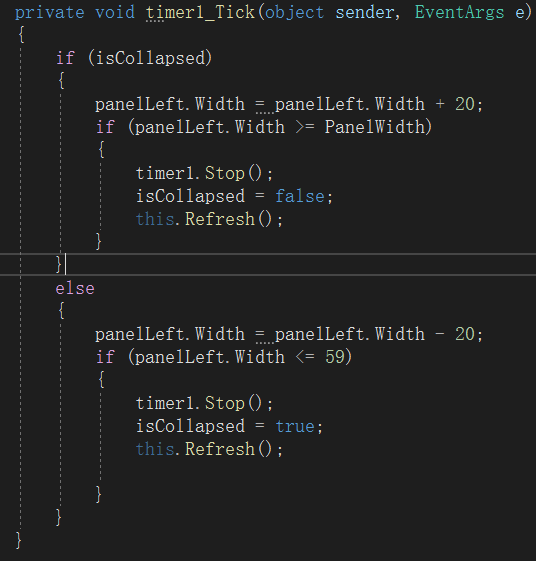 private void timer1_Tick(object sender, EventArgs e)
{
if (isCollapsed)
{
panelLeft.Width = panelLeft.Width + 20;
if (panelLeft.Width >= PanelWidth)
{
timer1.Stop();
isCollapsed = false;
this.Refresh();
}
}
else
{
panelLeft.Width = panelLeft.Width - 20;
if (panelLeft.Width <= 59)
{
timer1.Stop();
isCollapsed = true;
this.Refresh();
}
}
}